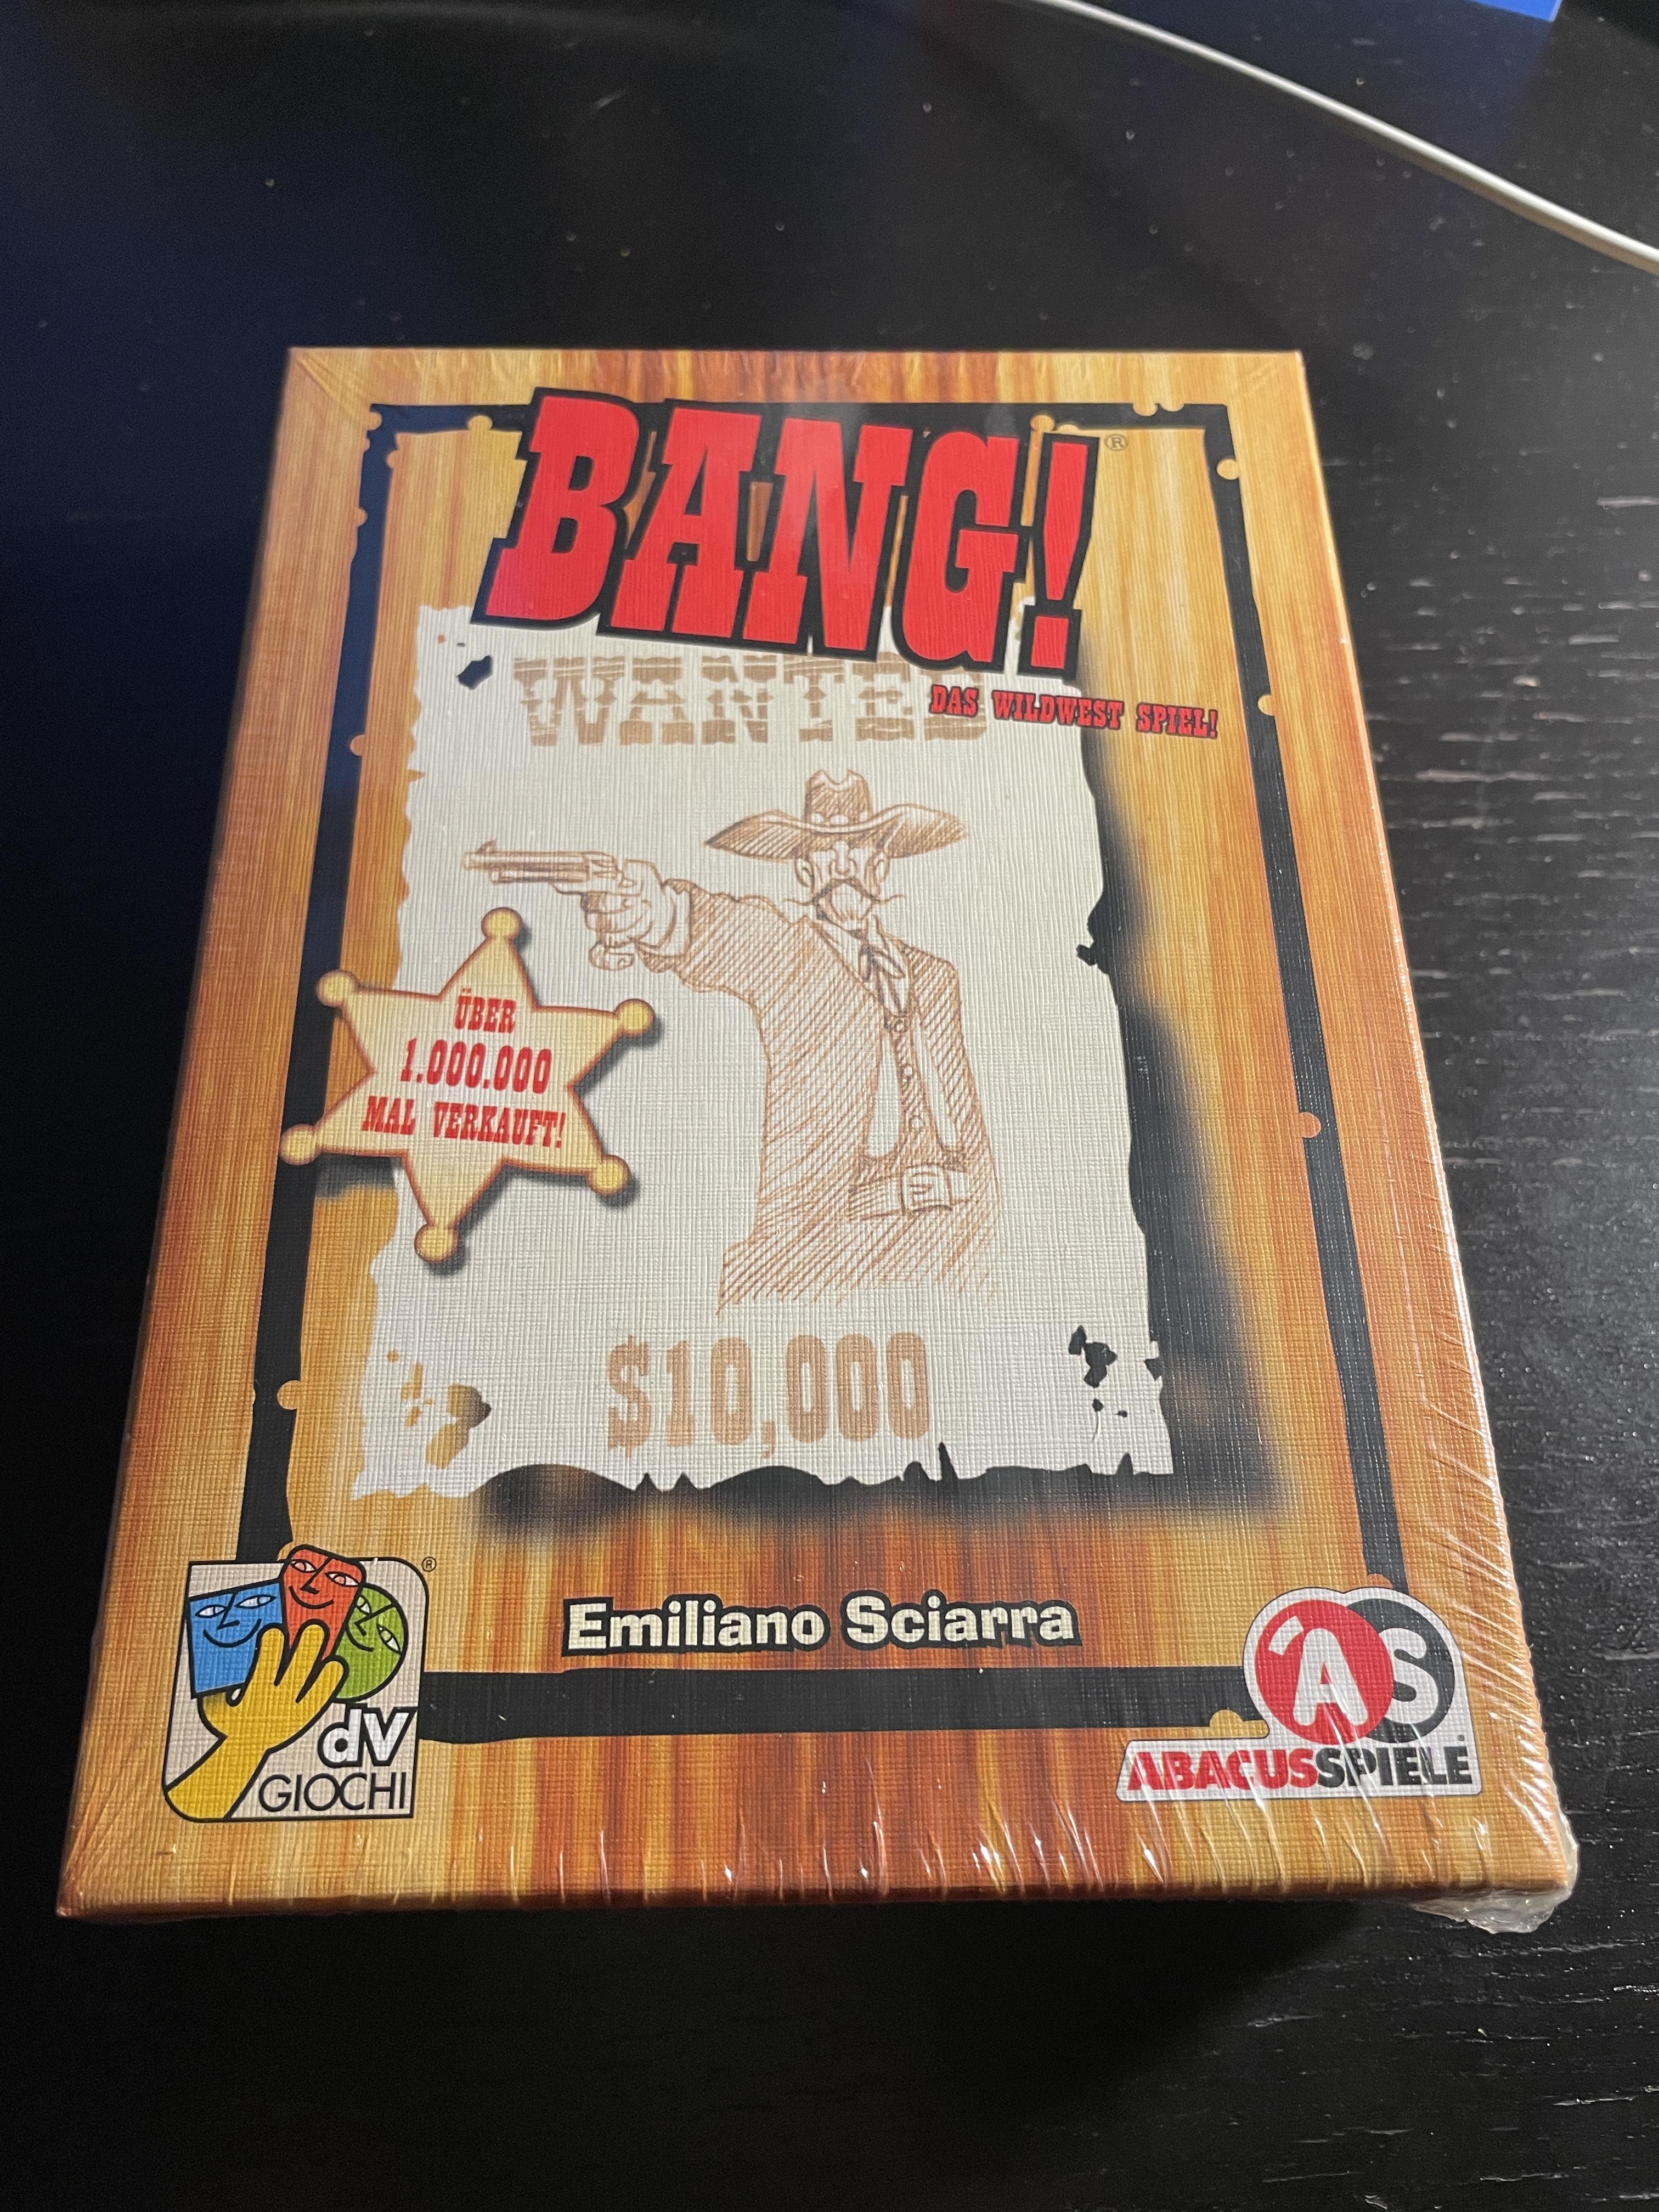 BANG!®
WANTED
DAS WILDWEST SPIEL!
ÜBER
1.000.000
MAL VERKAUFT!
$10,000
Emiliano Sciarra
®
dV
GIOCHI
AS
ABACUSSPIELE